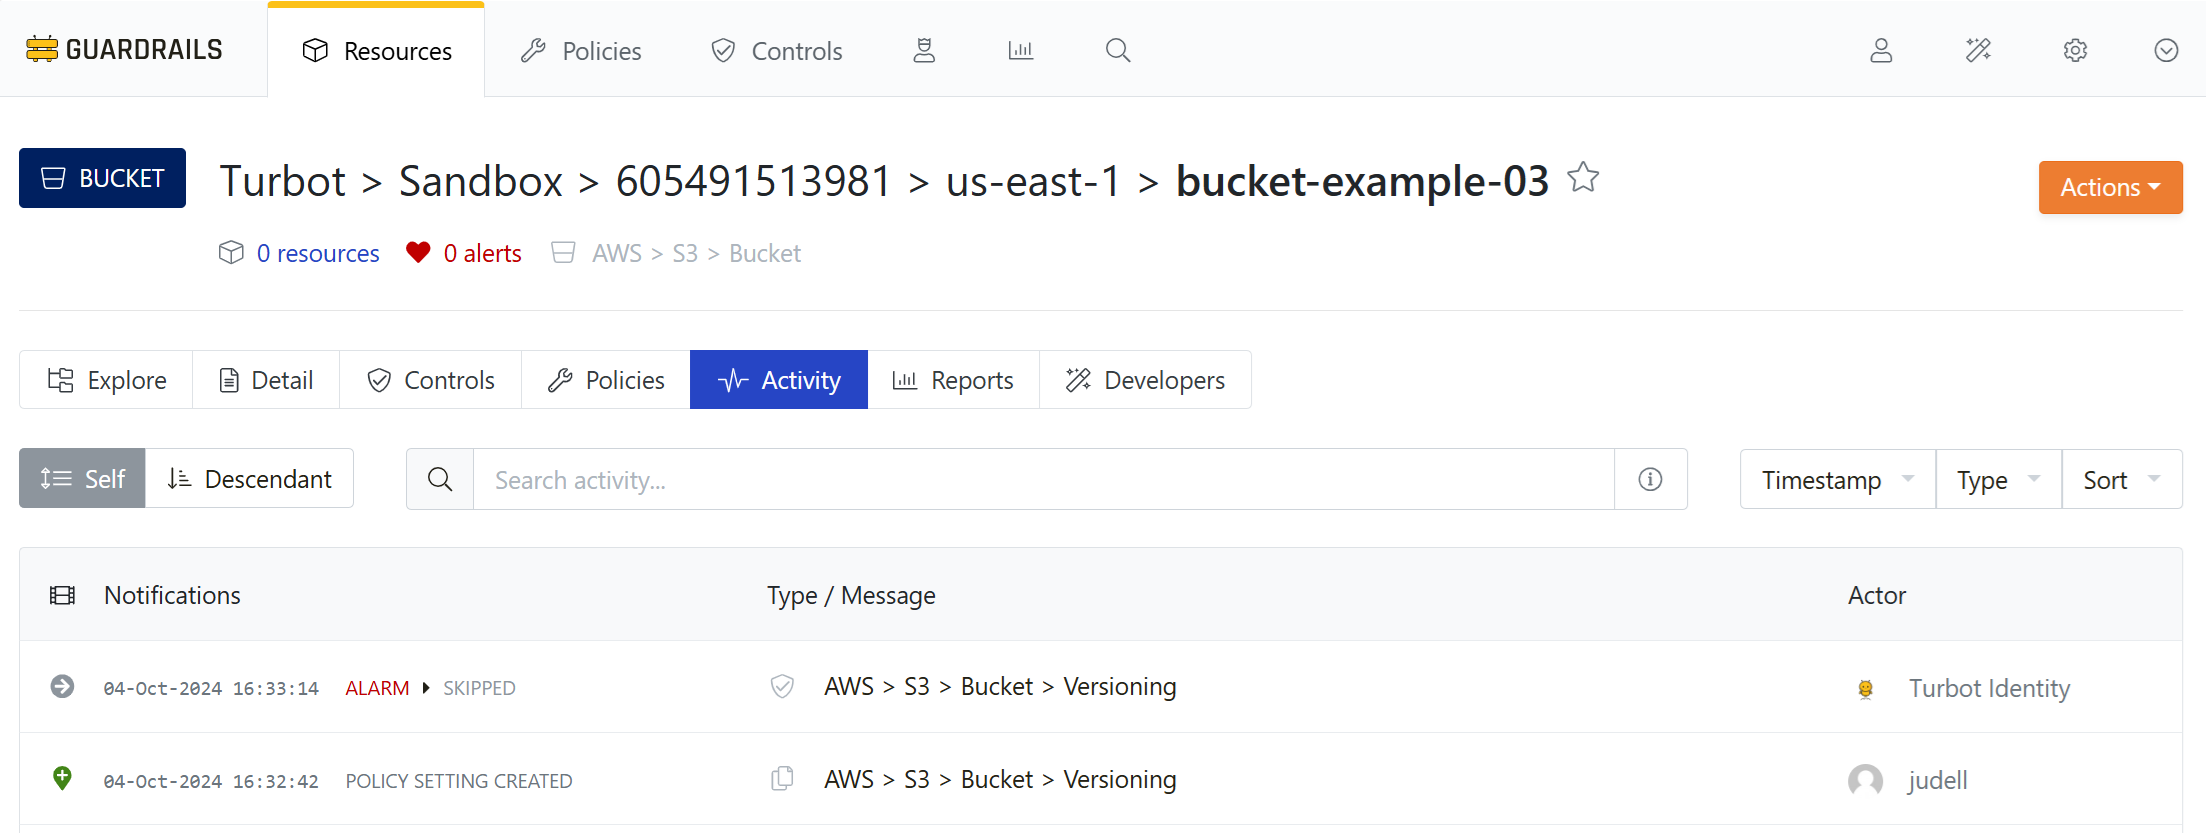 GUARDRAILS Resources Policies Controls
BUCKET Turbot > Sandbox > 605491513981 > us-east-1 > bucket-example-03 Actions
0 resources 0 alerts AWS > S3 > Bucket
Explore Detail Controls Policies Activity Reports Developers
Self Descendant Search activity... Timestamp Type Sort
Notifications Type / Message Actor
04-Oct-2024 16:33:14 ALARM SKIPPED AWS > S3 > Bucket > Versioning Turbot Identity
04-Oct-2024 16:32:42 POLICY SETTING CREATED AWS > S3 > Bucket > Versioning judell